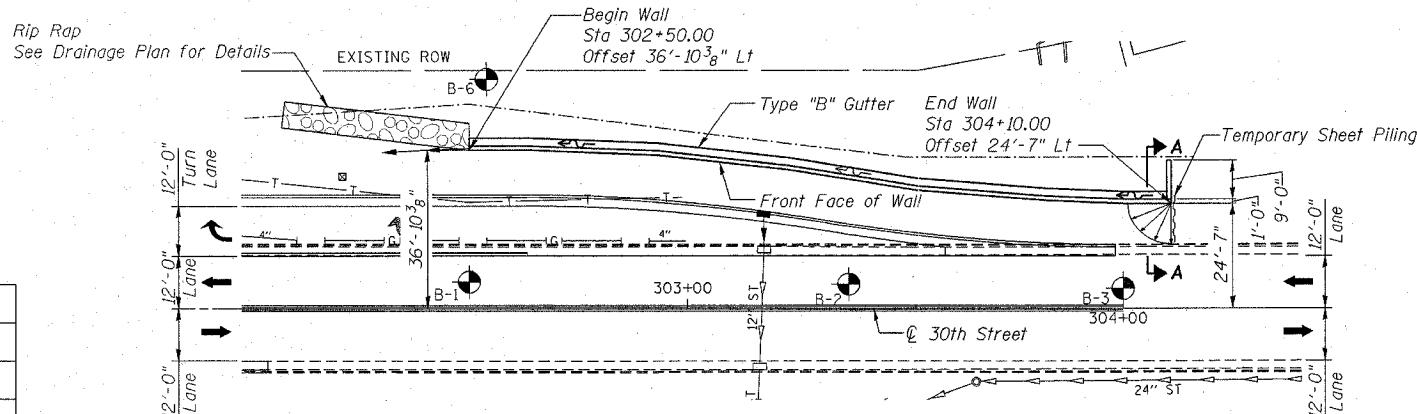 Rip Rap
See Drainage Plan for Details
EXISTING ROW
Begin Wall
Sta 302+50.00
Offset 36'-10 3/8" Lt
B-6
Type "B" Gutter
End Wall
Sta 304+10.00
Offset 24'-7" Lt
A
Temporary Sheet Piling
12'-0"
Turn
Lane
T
T
T
T
T
Front Face of Wall
36'-10 3/8"
9'-0"
1'-0"
24'-7"
12'-0"
Lane
4"
G
G
4"
A
12'-0"
Lane
B-1
303+00
B-2
B-3
304+00
12" ST
℄ 30th Street
12'-0"
Lane
T
24" ST
12'-0"
Lane